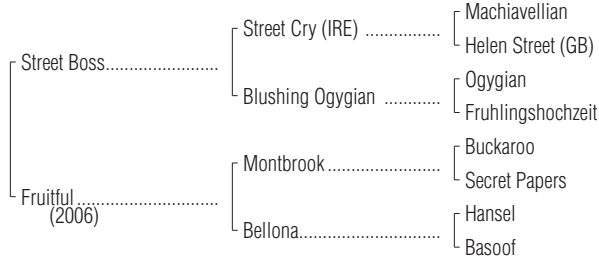 Machiavellian
Street Cry (IRE) ................
Helen Street (GB)
Street Boss........................
Ogygian
Blushing Ogygian ............
Fruhlingshochzeit
Buckaroo
Montbrook........................
Secret Papers
Fruitful..............................
(2006)
Hansel
Bellona..............................
Basoof